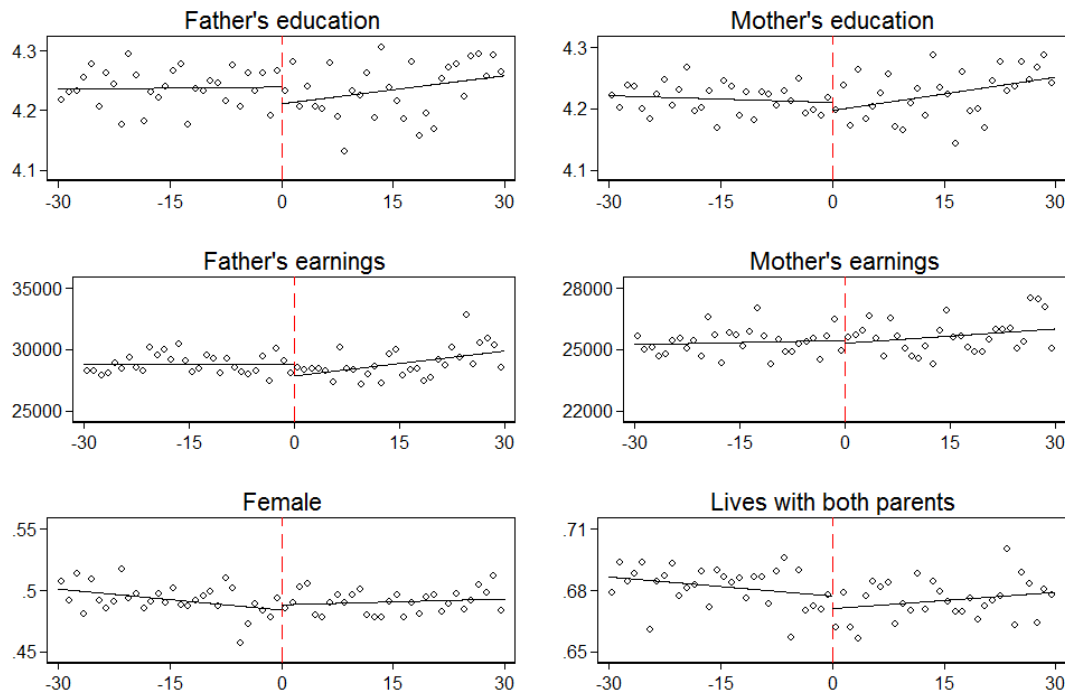 Father's education
4.3
4.2
4.1
-30 -15 0 15 30
Mother's education
4.3
4.2
4.1
-30 -15 0 15 30
Father's earnings
35000
30000
25000
-30 -15 0 15 30
Mother's earnings
28000
25000
22000
-30 -15 0 15 30
Female
.55
.5
.45
-30 -15 0 15 30
Lives with both parents
.71
.68
.65
-30 -15 0 15 30